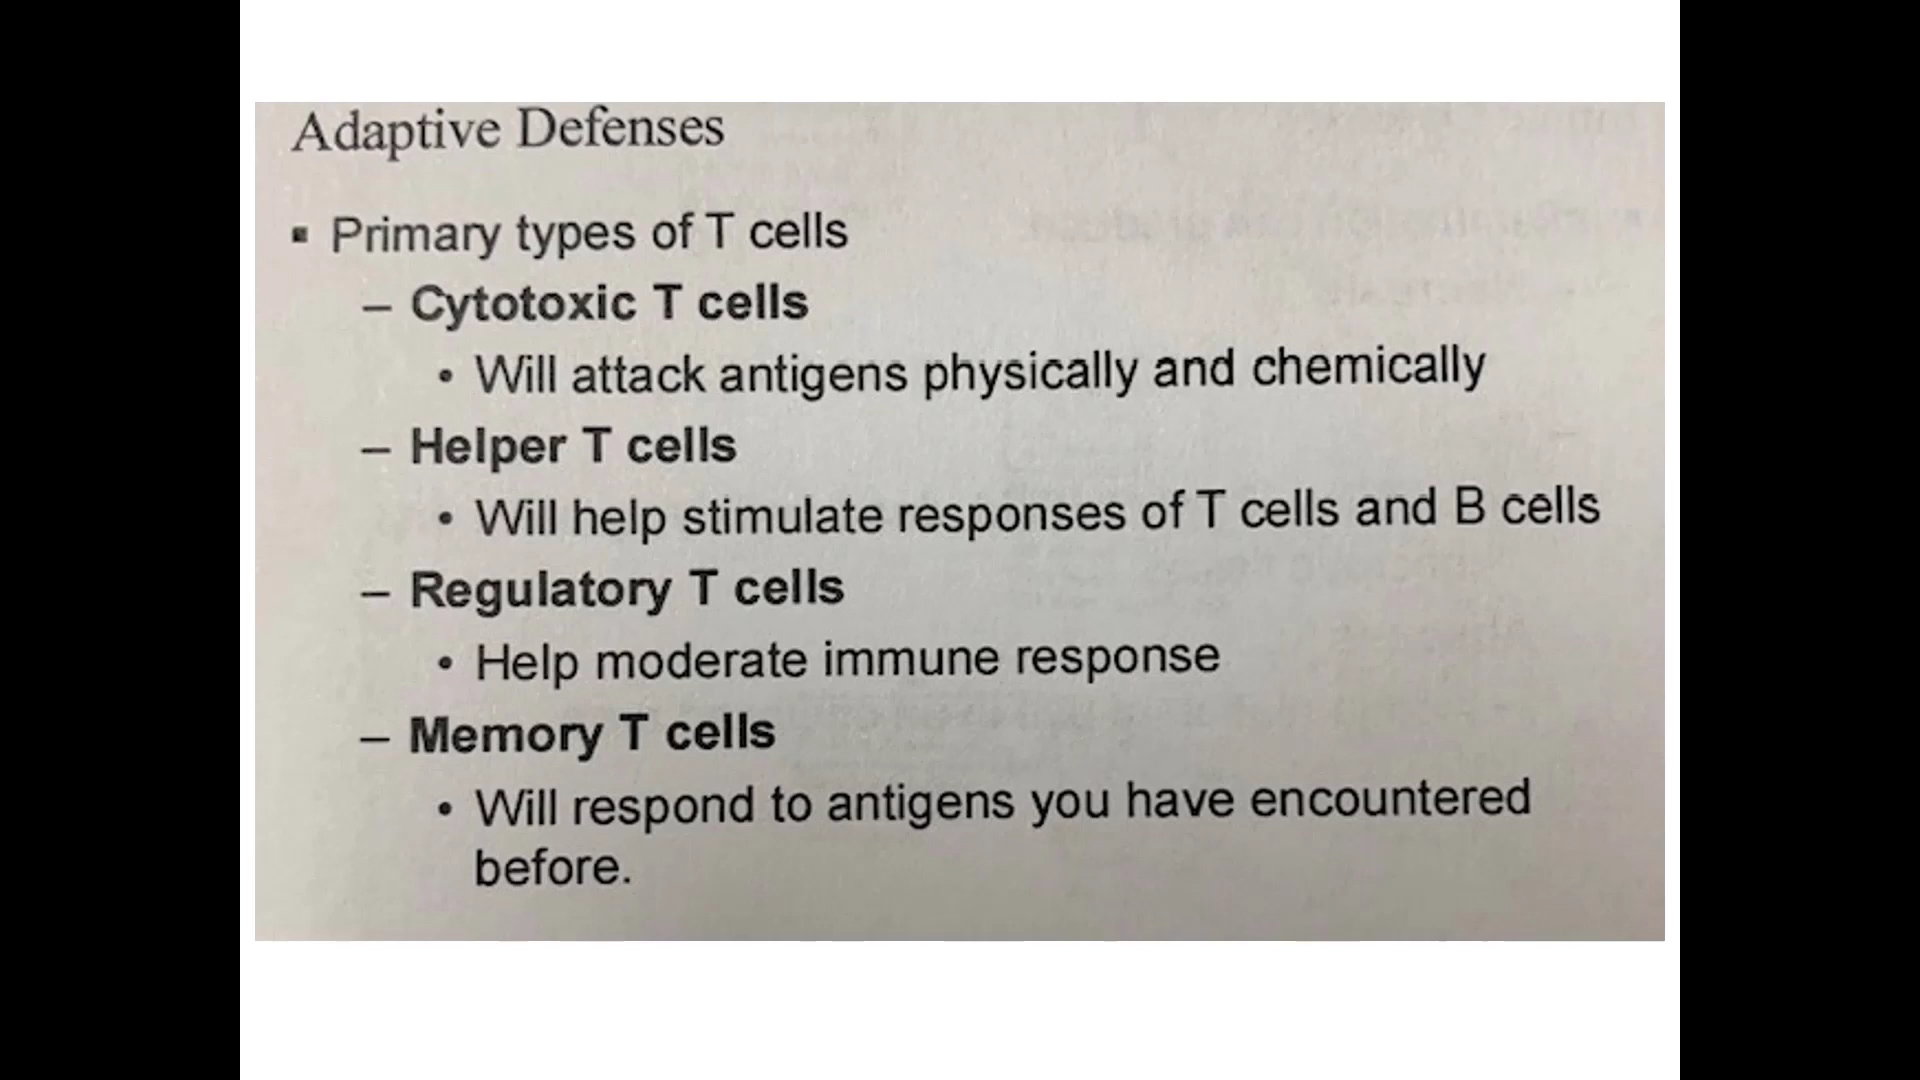 Adaptive Defenses
▪ Primary types of T cells
– Cytotoxic T cells
• Will attack antigens physically and chemically
– Helper T cells
• Will help stimulate responses of T cells and B cells
– Regulatory T cells
• Help moderate immune response
– Memory T cells
• Will respond to antigens you have encountered
before.